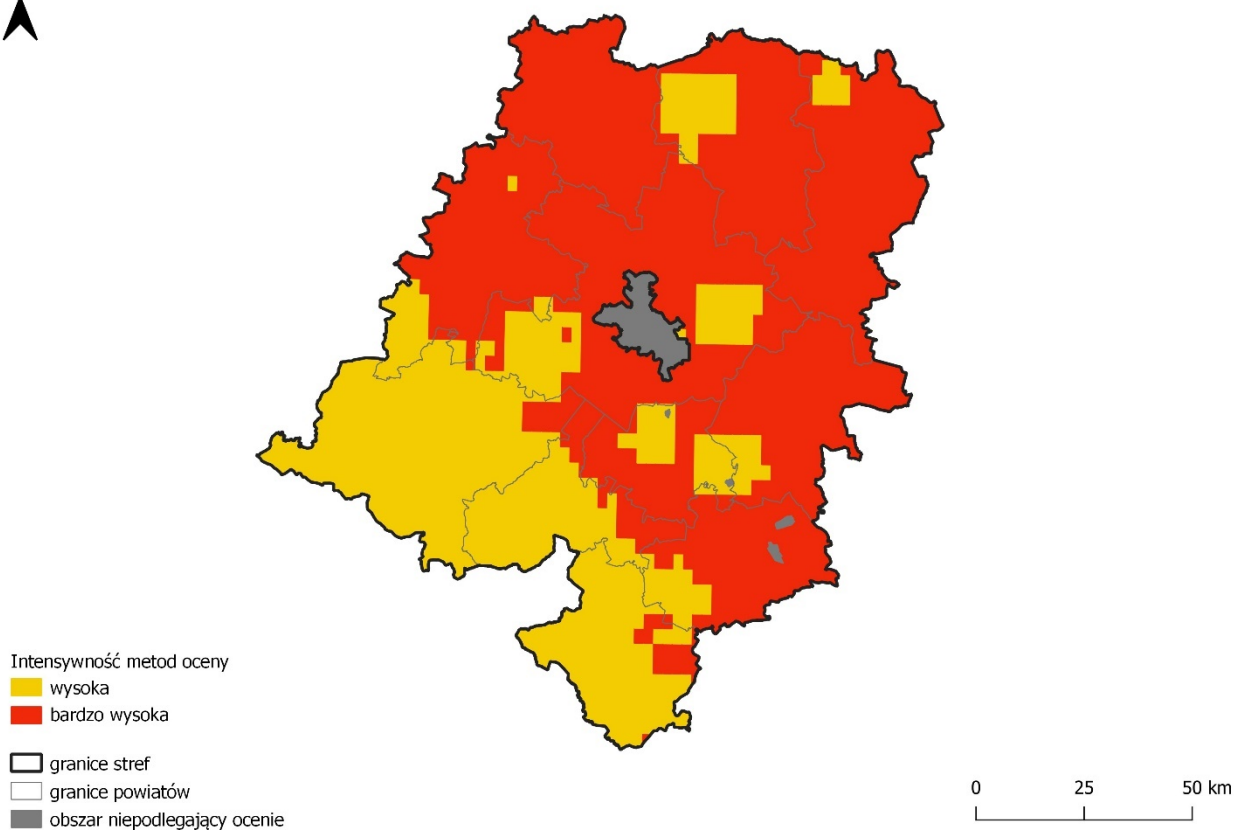 Intensywność metod oceny
wysoka
bardzo wysoka
granice stref
granice powiatów
obszar niepodlegający ocenie
0 25 50 km